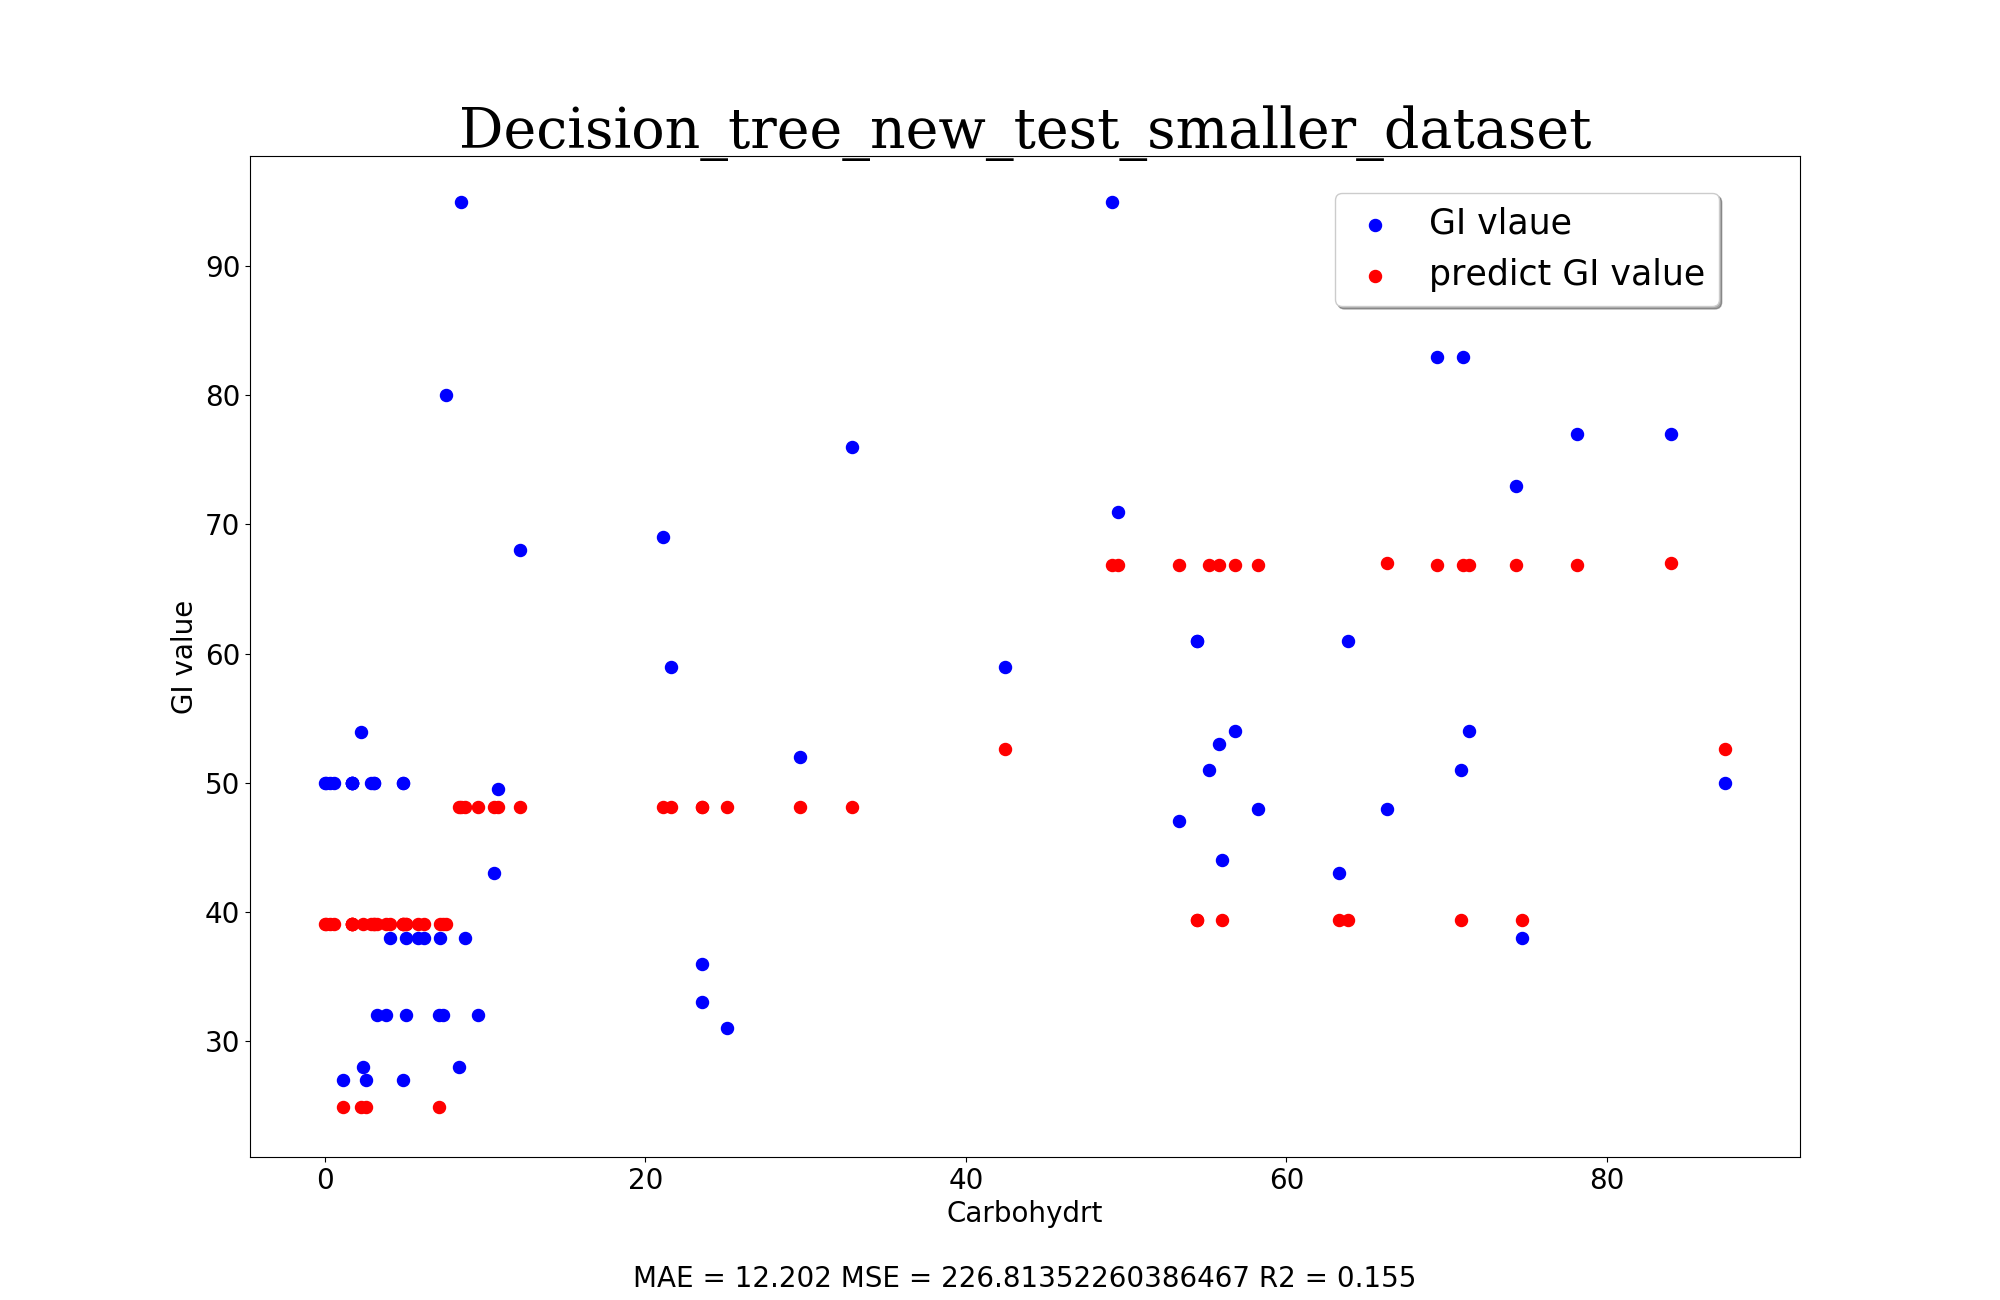 Decision_tree_new_test_smaller_dataset
GI vlaue
predict GI value
90
80
70
60
50
40
30
GI value
0 20 40 60 80
Carbohydrt
MAE = 12.202 MSE = 226.81352260386467 R2 = 0.155